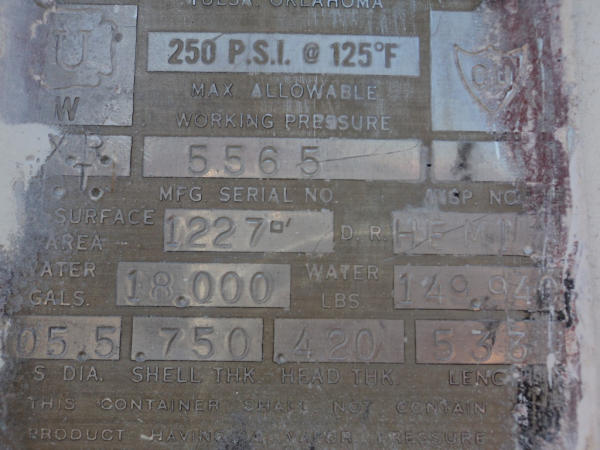 TULSA, OKLAHOMA
U
250 P.S.I. @ 125°F
W
MAX ALLOWABLE
WORKING PRESSURE
X R
T
5565
MFG SERIAL NO.
INSP. NO.
SURFACE
AREA
1227▫'
D.R. HEMI
WATER
GALS.
18.000
WATER
LBS.
149.940
05.5 .750 .420 533
S DIA. SHELL THK. HEAD THK. LENG
THIS CONTAINER SHALL NOT CONTAIN A
PRODUCT HAVING A VAPOR PRESSURE